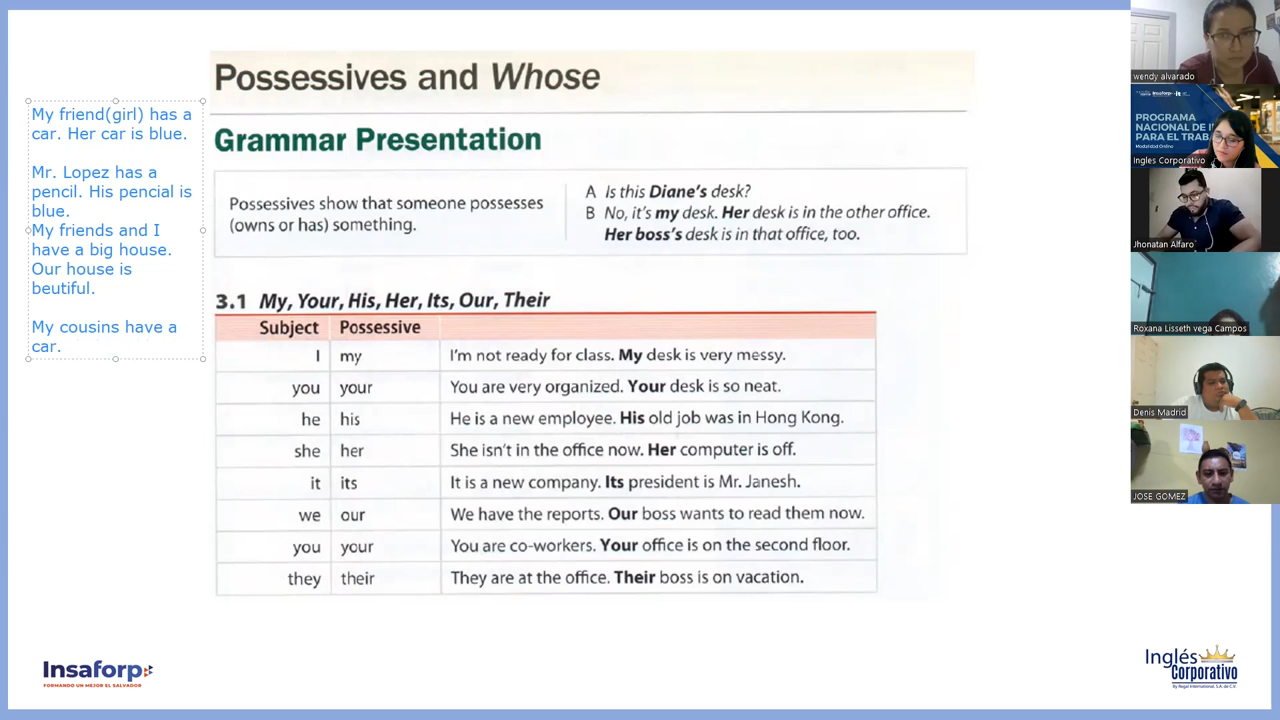 Possessives and Whose
Grammar Presentation
Possessives show that someone possesses
(owns or has) something.
A Is this Diane's desk?
B No, it's my desk. Her desk is in the other office.
Her boss's desk is in that office, too.
3.1 My, Your, His, Her, Its, Our, Their
Subject Possessive
I my I'm not ready for class. My desk is very messy.
you your You are very organized. Your desk is so neat.
he his He is a new employee. His old job was in Hong Kong.
she her She isn't in the office now. Her computer is off.
it its It is a new company. Its president is Mr. Janesh.
we our We have the reports. Our boss wants to read them now.
you your You are co-workers. Your office is on the second floor.
they their They are at the office. Their boss is on vacation.
My friend(girl) has a
car. Her car is blue.
Mr. Lopez has a
pencil. His pencial is
blue.
My friends and I
have a big house.
Our house is
beutiful.
My cousins have a
car.
Insaforp
FORMANDO UN MEJOR EL SALVADOR
Inglés
Corporativo
By Regal International, S.A. de C.V.
wendy alvarado
Insaforp
PROGRAMA
NACIONAL DE I
PARA EL TRAB
Modalidad Online
Ingles Corporativo
Jhonatan Alfaro
Roxana Lisseth vega Campos
Denis Madrid
JOSE GOMEZ